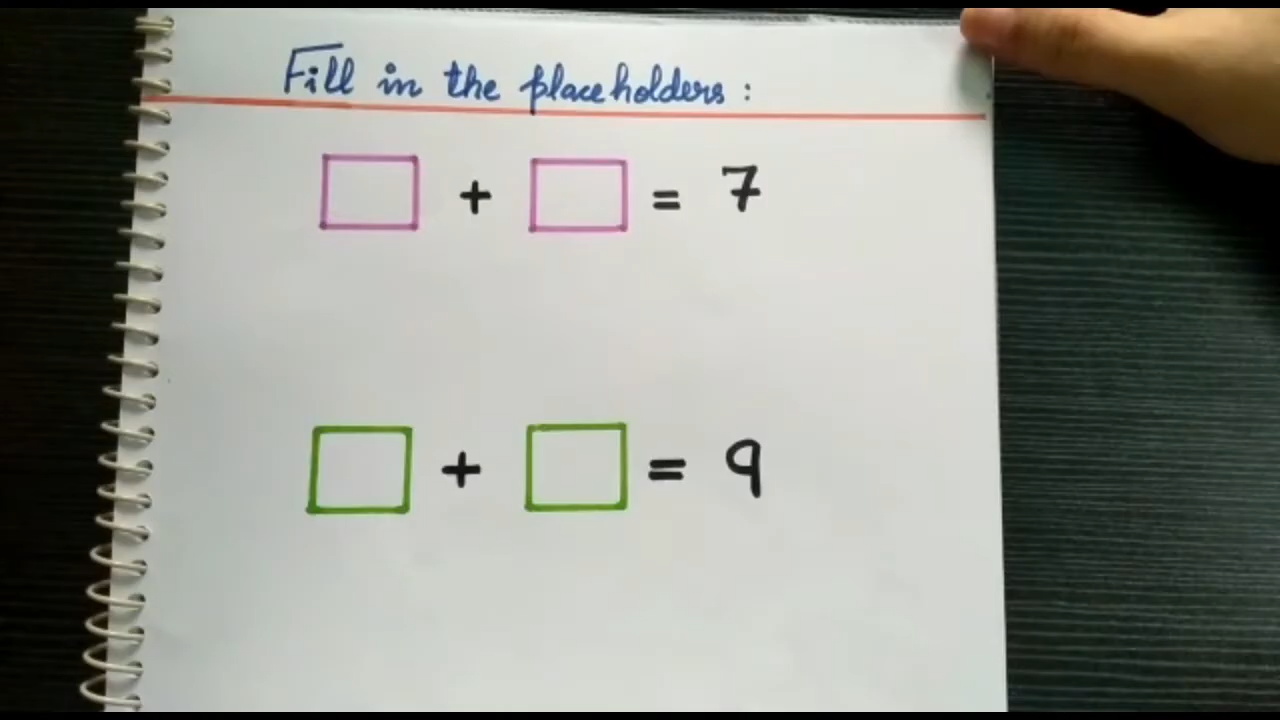 Fill in the placeholders:
□ + □ = 7
□ + □ = 9